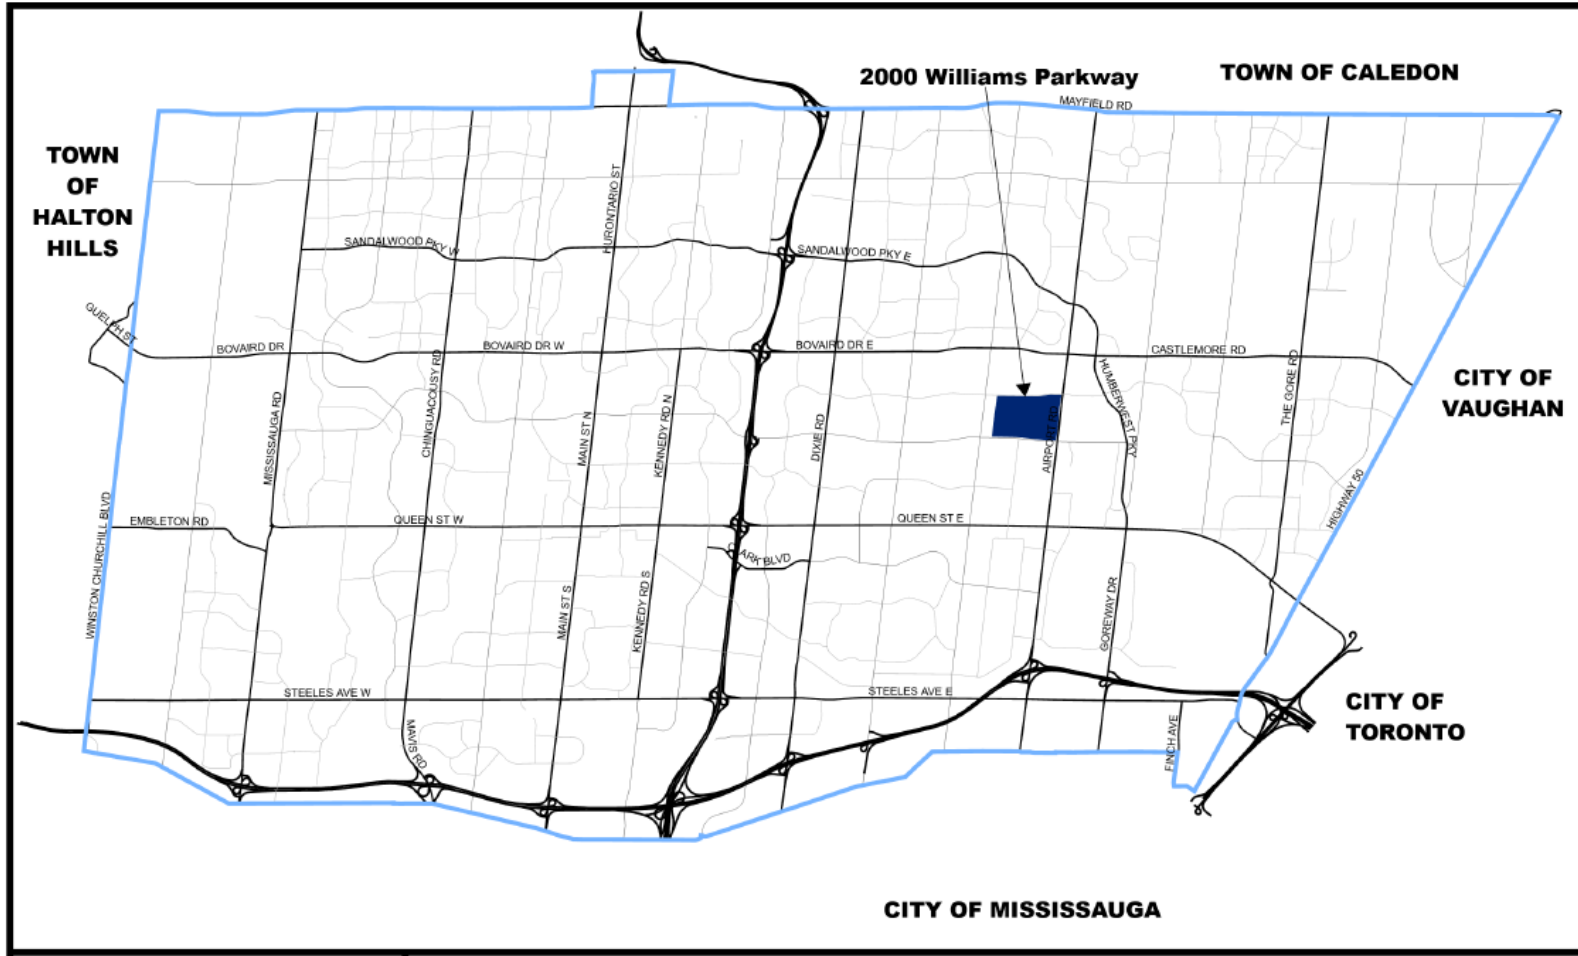 2000 Williams Parkway
TOWN OF CALEDON
MAYFIELD RD
TOWN
OF
HALTON
HILLS
HURONTARIO ST
SANDALWOOD PKY W
SANDALWOOD PKY E
GUELPH ST
BOVAIRD DR
BOVAIRD DR W
BOVAIRD DR E
CASTLEMORE RD
CITY OF
VAUGHAN
MISSISSAUGA RD
CHINGUACOUSY RD
MAIN ST N
KENNEDY RD N
DIXIE RD
AIRPORT RD
HUMBERWEST PKY
THE GORE RD
HIGHWAY 50
WINSTON CHURCHILL BLVD
EMBLETON RD
QUEEN ST W
QUEEN ST E
CLARK BLVD
MAIN ST S
KENNEDY RD S
GOREWAY DR
STEELES AVE W
STEELES AVE E
MAVIS RD
FINCH AVE
CITY OF
TORONTO
CITY OF MISSISSAUGA